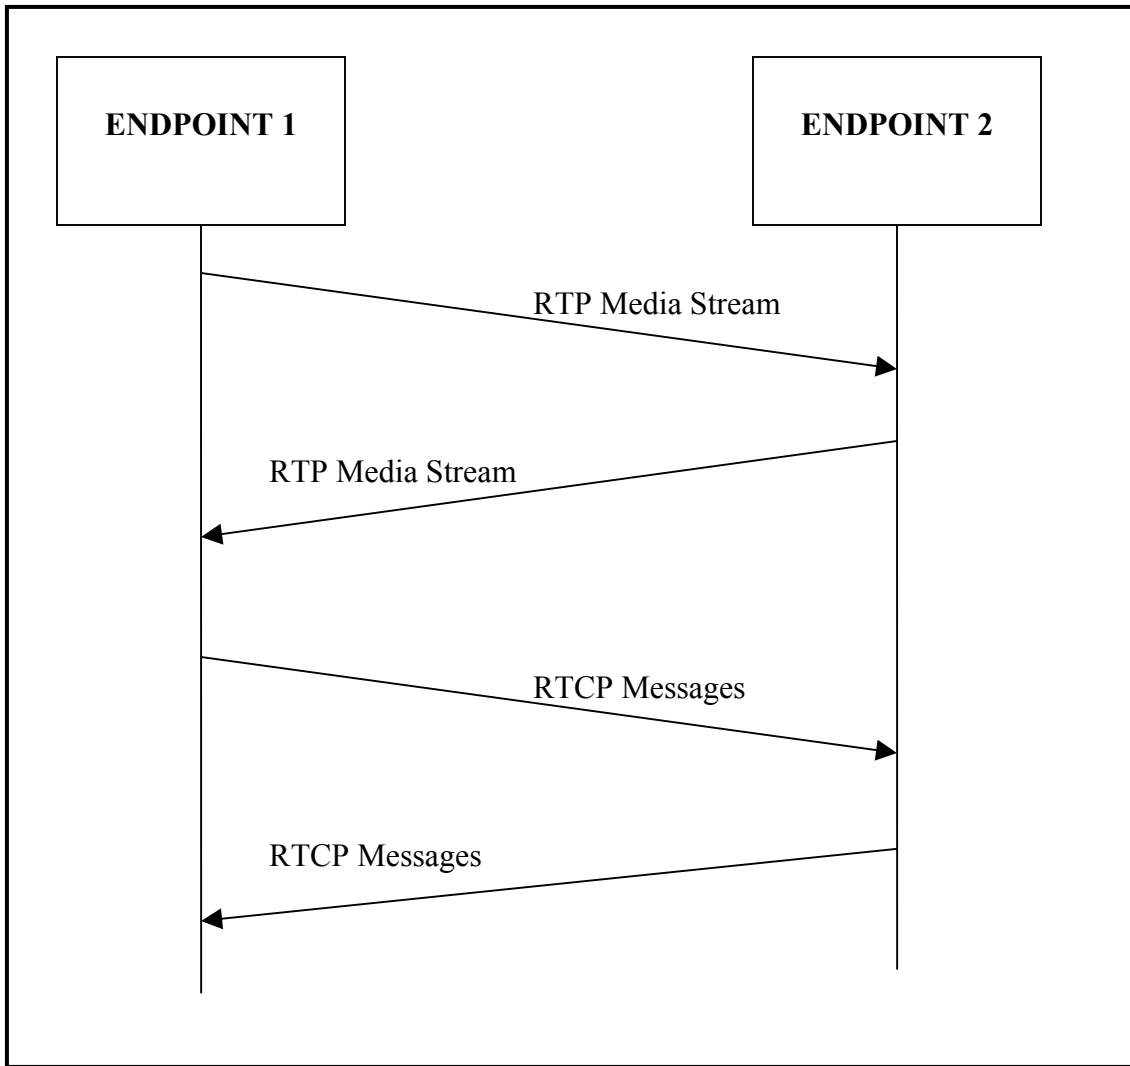 ENDPOINT 1
ENDPOINT 2
RTP Media Stream
RTP Media Stream
RTCP Messages
RTCP Messages